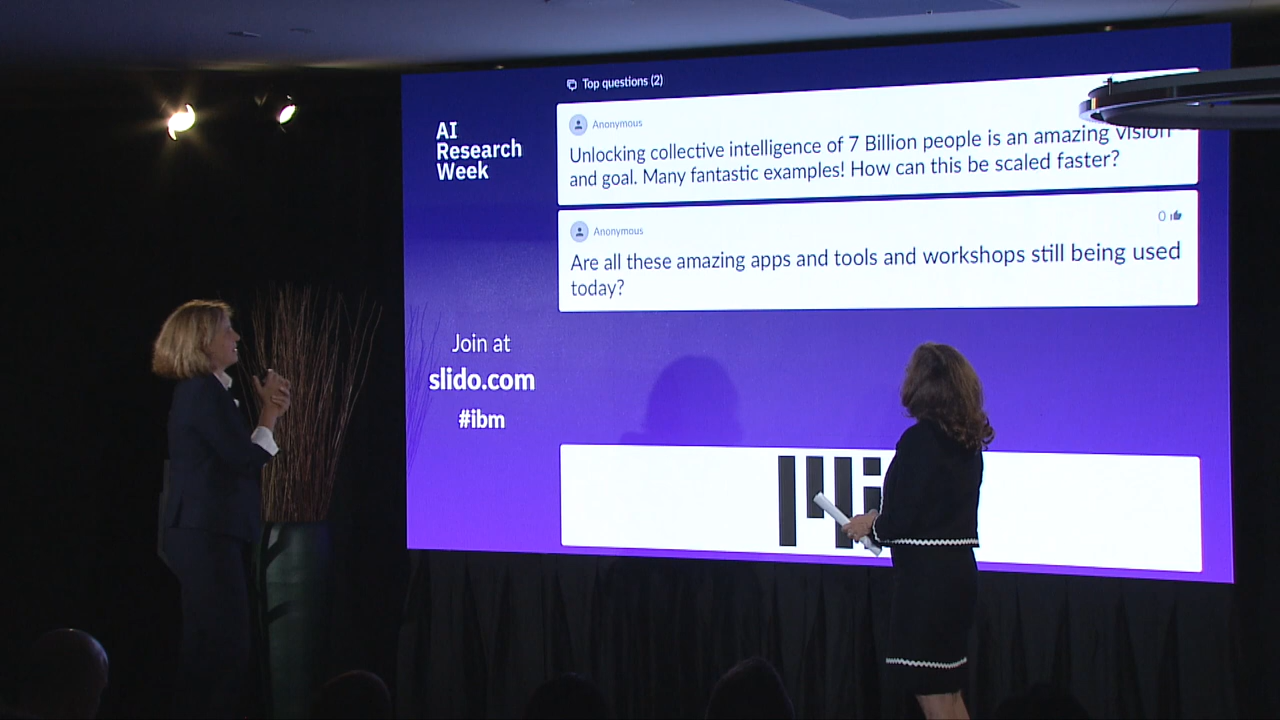 Top questions (2)
AI
Research
Week
Anonymous
Unlocking collective intelligence of 7 Billion people is an amazing vision
and goal. Many fantastic examples! How can this be scaled faster?
Anonymous
0
Are all these amazing apps and tools and workshops still being used
today?
Join at
slido.com
#ibm